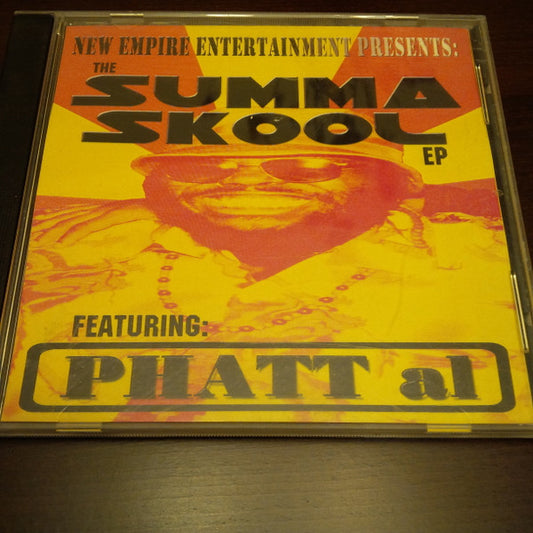 NEW EMPIRE ENTERTAINMENT PRESENTS:
THE
SUMMA
SKOOL
EP
FEATURING:
PHATT al